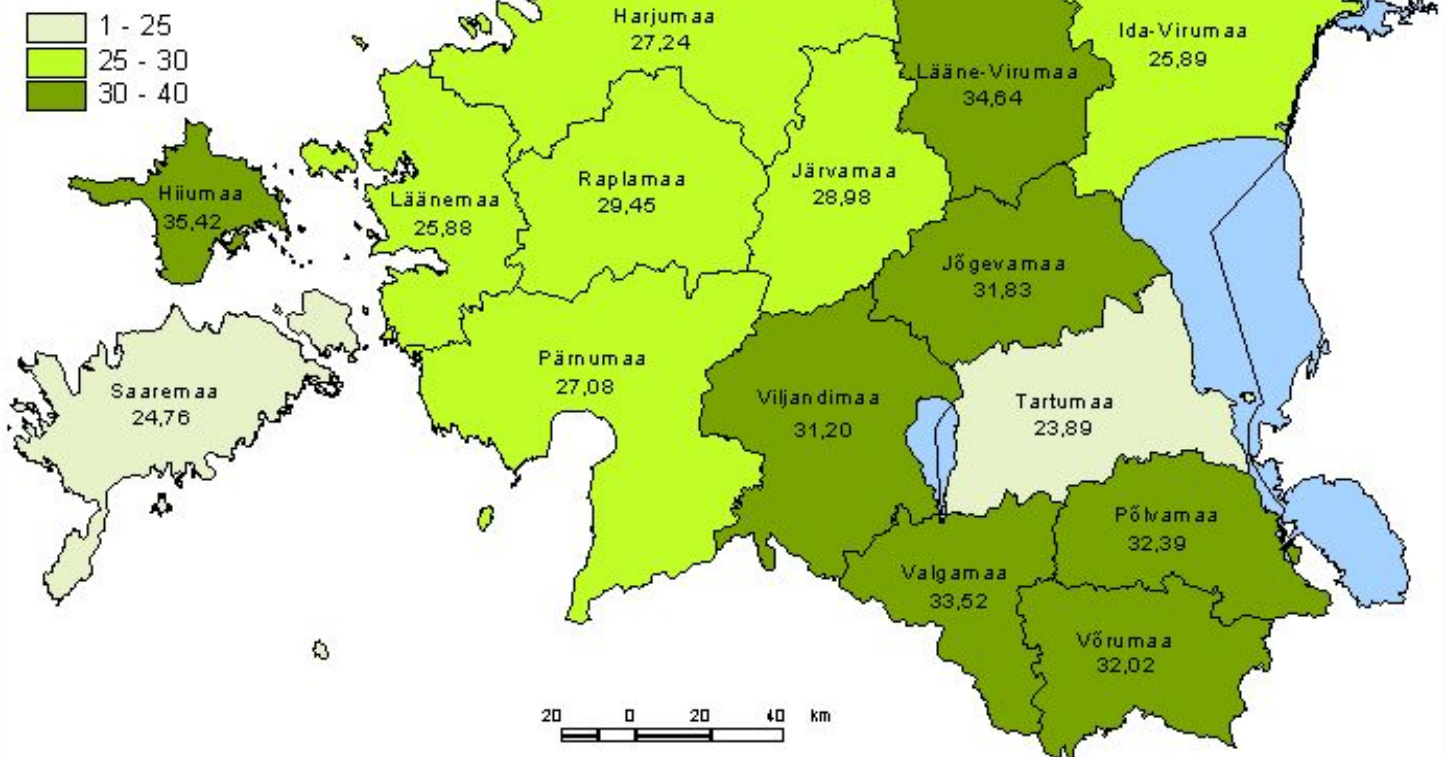 1 - 25
25 - 30
30 - 40
Harjumaa
27,24
Ida-Virumaa
25,89
Lääne-Virumaa
34,64
Hiiumaa
35,42
Läänemaa
25,88
Raplamaa
29,45
Järvamaa
28,98
Jõgevamaa
31,83
Saaremaa
24,76
Pärnumaa
27,08
Viljandimaa
31,20
Tartumaa
23,89
Põlvamaa
32,39
Valgamaa
33,52
Võrumaa
32,02
20 0 20 40 km